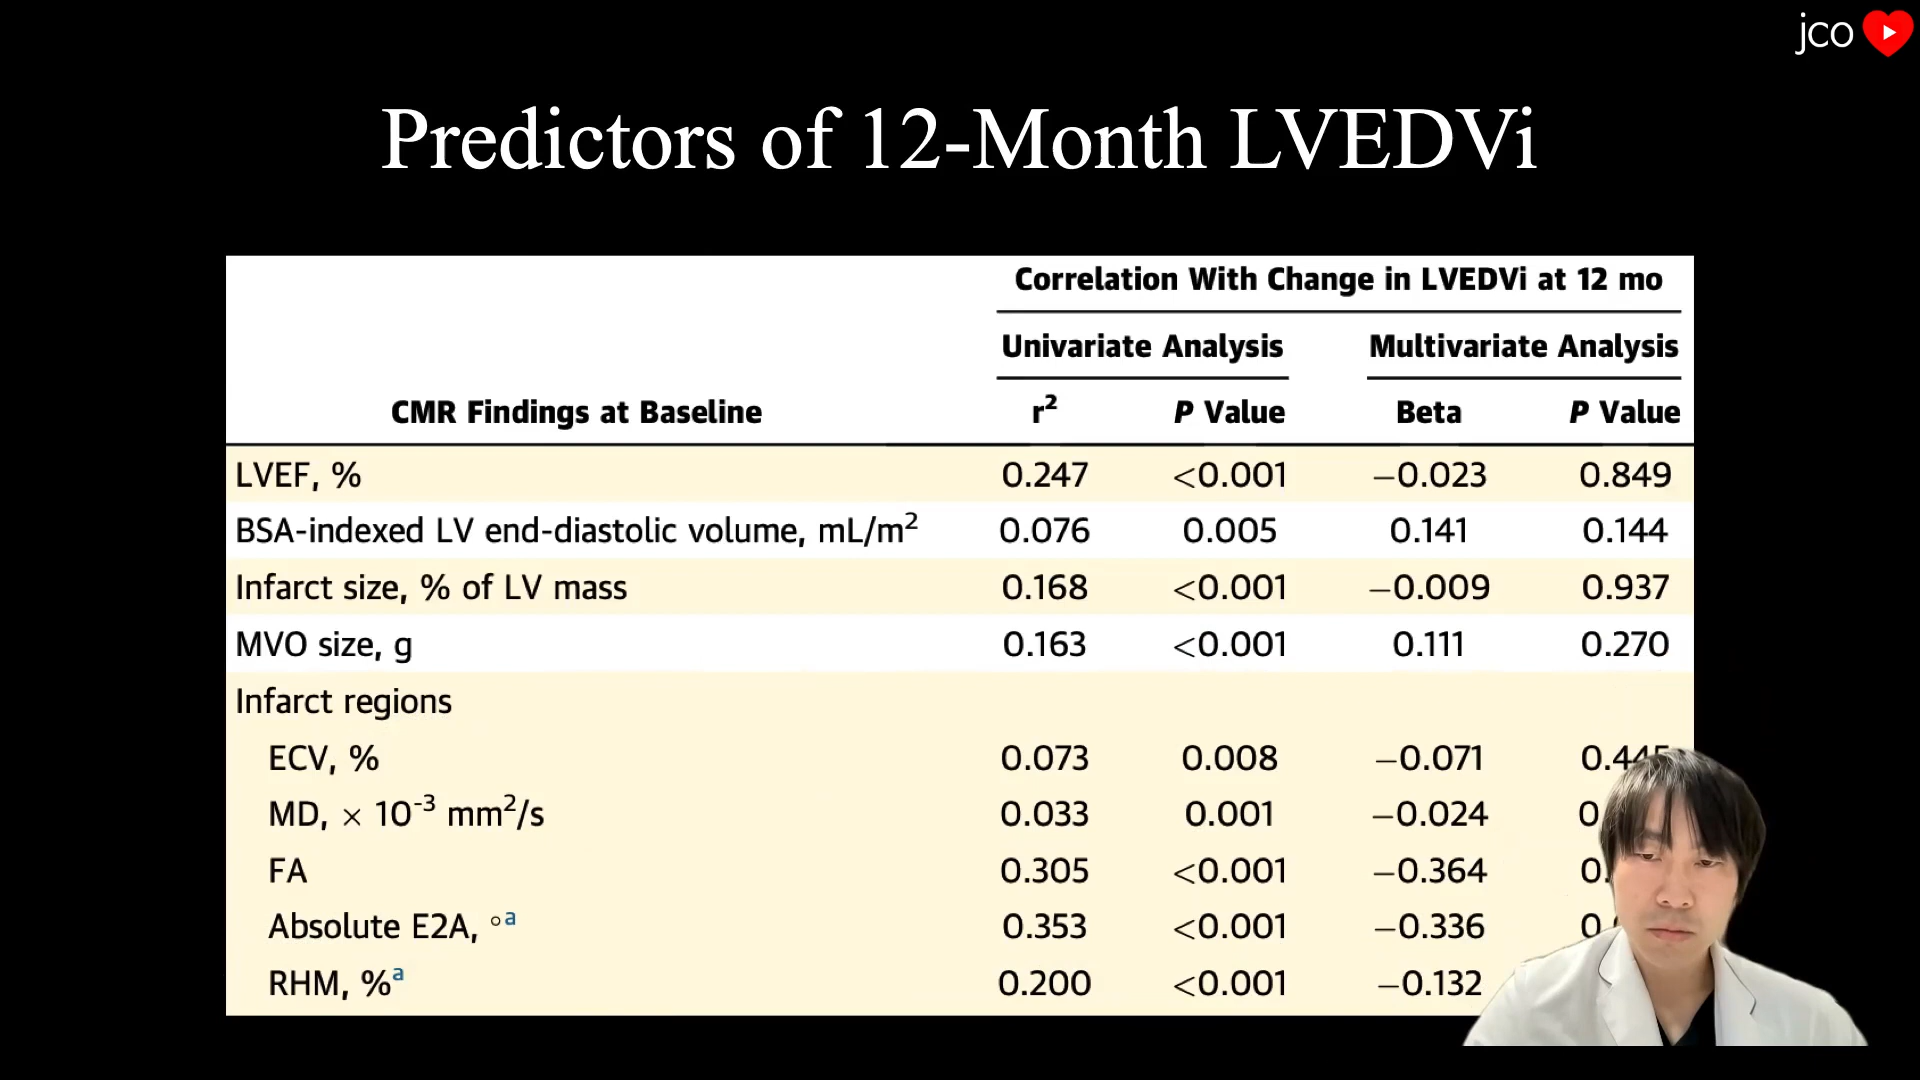 jco
Predictors of 12-Month LVEDVi
Correlation With Change in LVEDVi at 12 mo
Univariate Analysis Multivariate Analysis
CMR Findings at Baseline r² P Value Beta P Value
LVEF, % 0.247 <0.001 −0.023 0.849
BSA-indexed LV end-diastolic volume, mL/m² 0.076 0.005 0.141 0.144
Infarct size, % of LV mass 0.168 <0.001 −0.009 0.937
MVO size, g 0.163 <0.001 0.111 0.270
Infarct regions
ECV, % 0.073 0.008 −0.071
MD, × 10⁻³ mm²/s 0.033 0.001 −0.024
FA 0.305 <0.001 −0.364
Absolute E2A, °ᵃ 0.353 <0.001 −0.336
RHM, %ᵃ 0.200 <0.001 −0.132